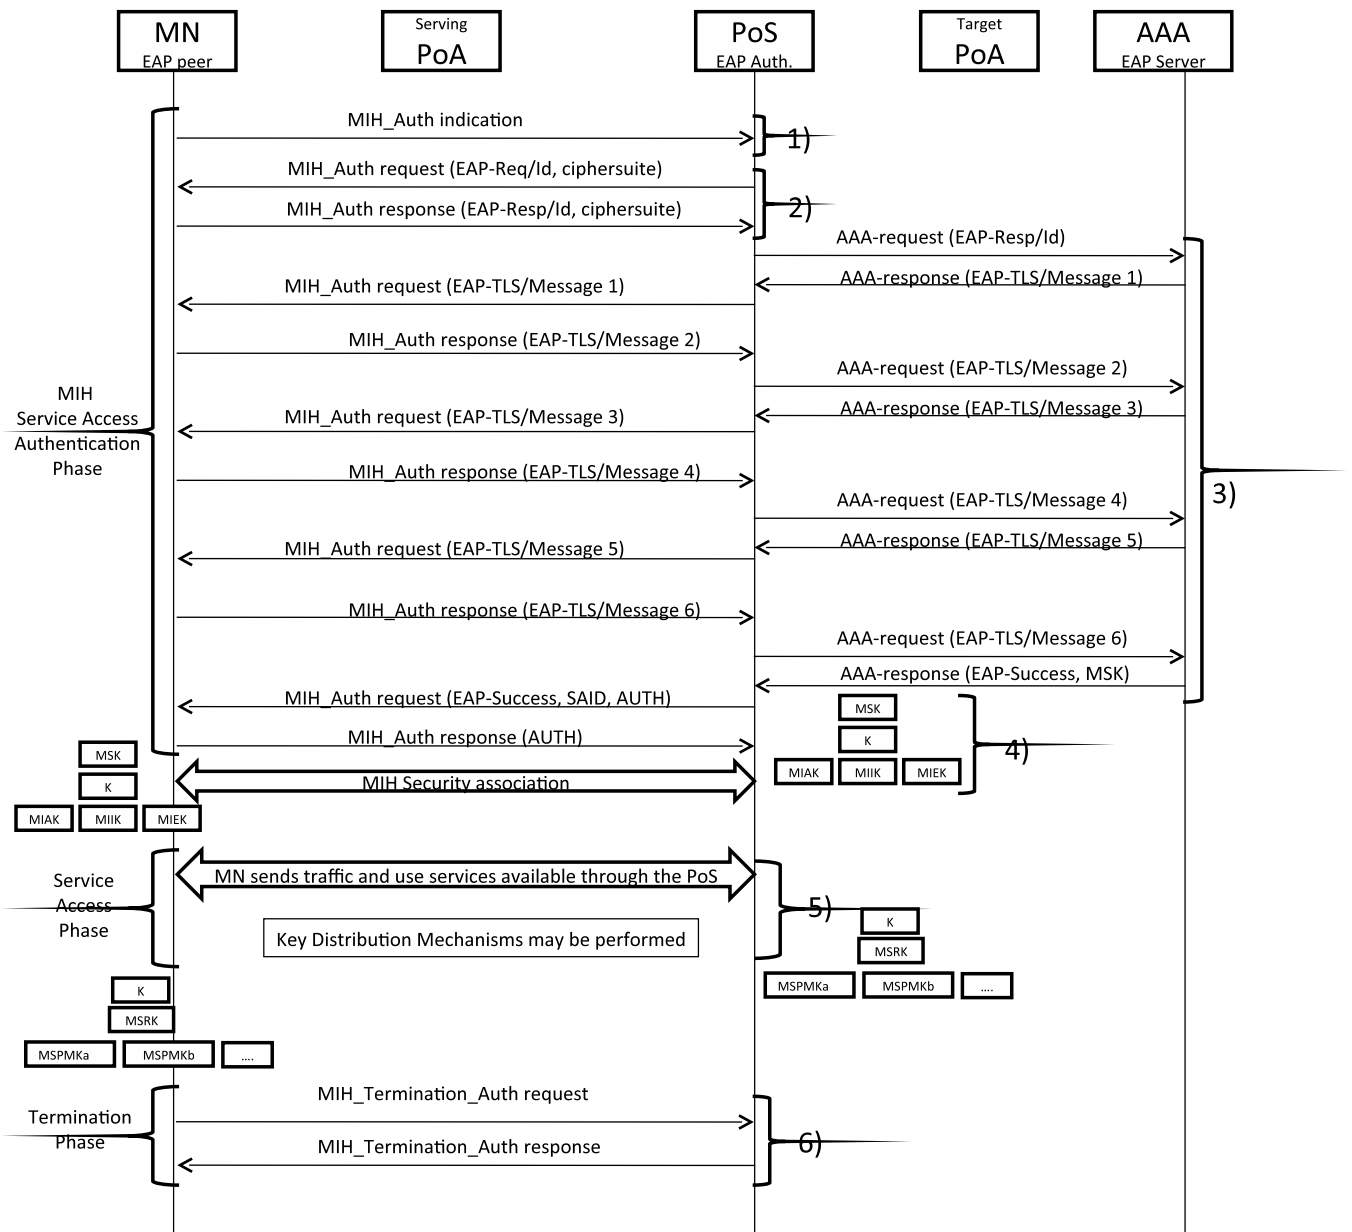 MN
EAP peer
Serving
PoA
PoS
EAP Auth.
Target
PoA
AAA
EAP Server
MIH_Auth indication
1)
MIH_Auth request (EAP-Req/Id, ciphersuite)
MIH_Auth response (EAP-Resp/Id, ciphersuite)
2)
AAA-request (EAP-Resp/Id)
AAA-response (EAP-TLS/Message 1)
MIH_Auth request (EAP-TLS/Message 1)
MIH_Auth response (EAP-TLS/Message 2)
AAA-request (EAP-TLS/Message 2)
AAA-response (EAP-TLS/Message 3)
MIH_Auth request (EAP-TLS/Message 3)
MIH
Service Access
Authentication
Phase
MIH_Auth response (EAP-TLS/Message 4)
3)
AAA-request (EAP-TLS/Message 4)
AAA-response (EAP-TLS/Message 5)
MIH_Auth request (EAP-TLS/Message 5)
MIH_Auth response (EAP-TLS/Message 6)
AAA-request (EAP-TLS/Message 6)
AAA-response (EAP-Success, MSK)
MIH_Auth request (EAP-Success, SAID, AUTH)
MSK
K
MIAK
MIIK
MIEK
4)
MIH_Auth response (AUTH)
MSK
K
MIAK
MIIK
MIEK
MIH Security association
Service
Access
Phase
MN sends traffic and use services available through the PoS
5)
Key Distribution Mechanisms may be performed
K
MSRK
MSPMKa
MSPMKb
....
K
MSRK
MSPMKa
MSPMKb
....
Termination
Phase
MIH_Termination_Auth request
MIH_Termination_Auth response
6)